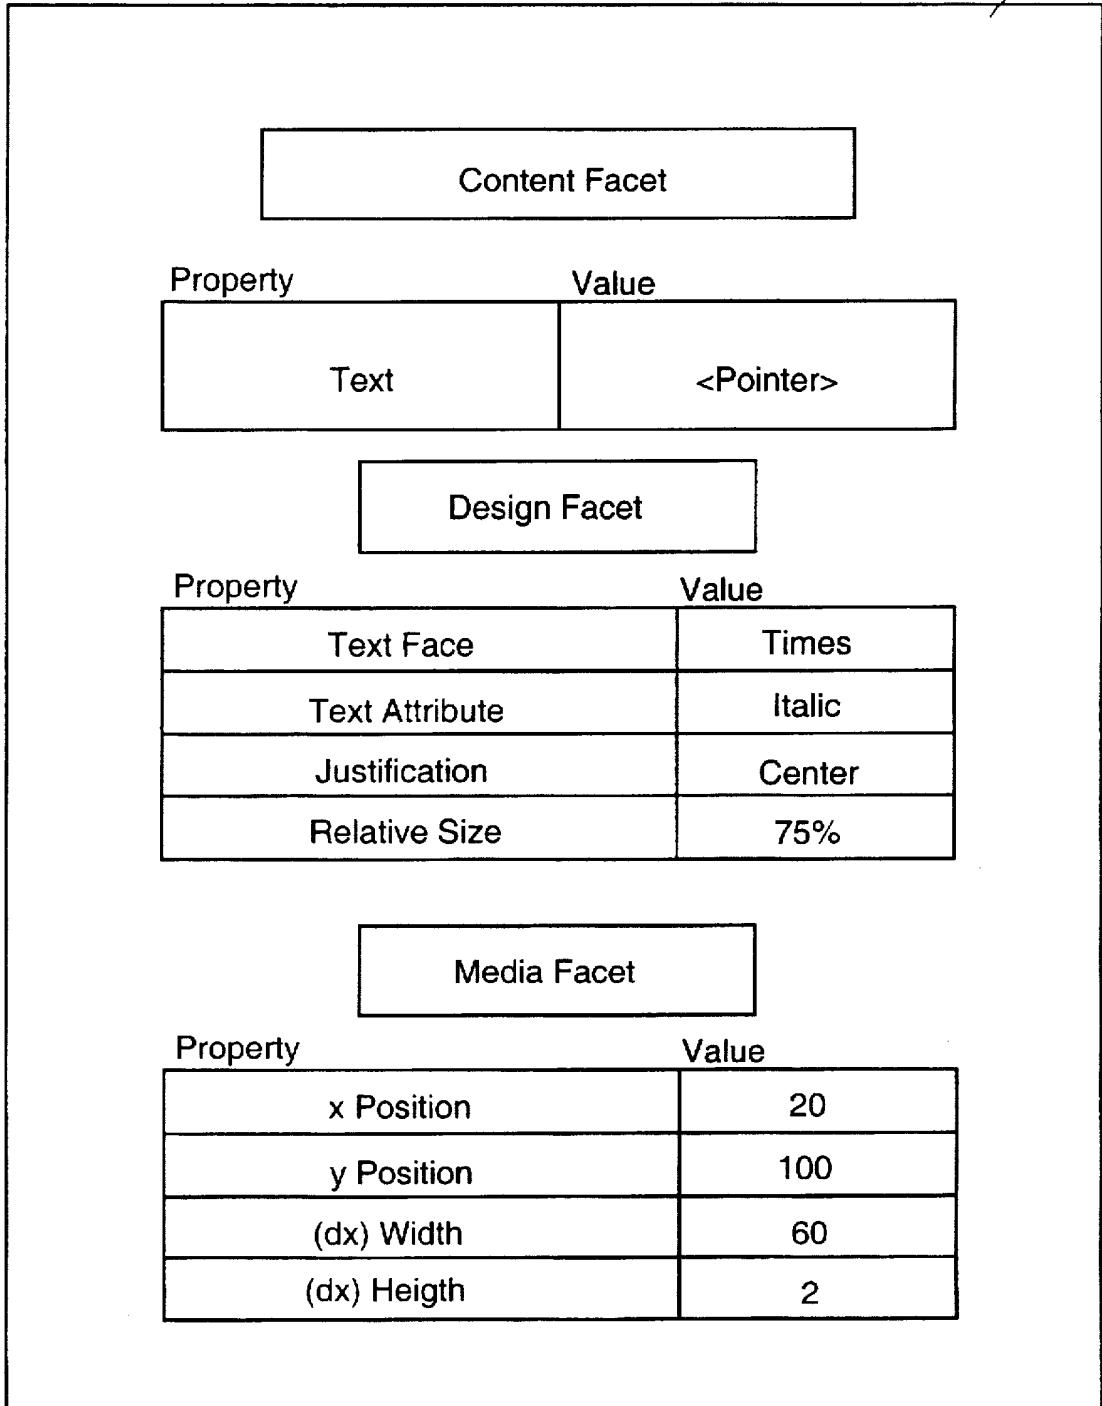 Content Facet
Property Value
Text <Pointer>
Design Facet
Property Value
Text Face Times
Text Attribute Italic
Justification Center
Relative Size 75%
Media Facet
Property Value
x Position 20
y Position 100
(dx) Width 60
(dx) Heigth 2